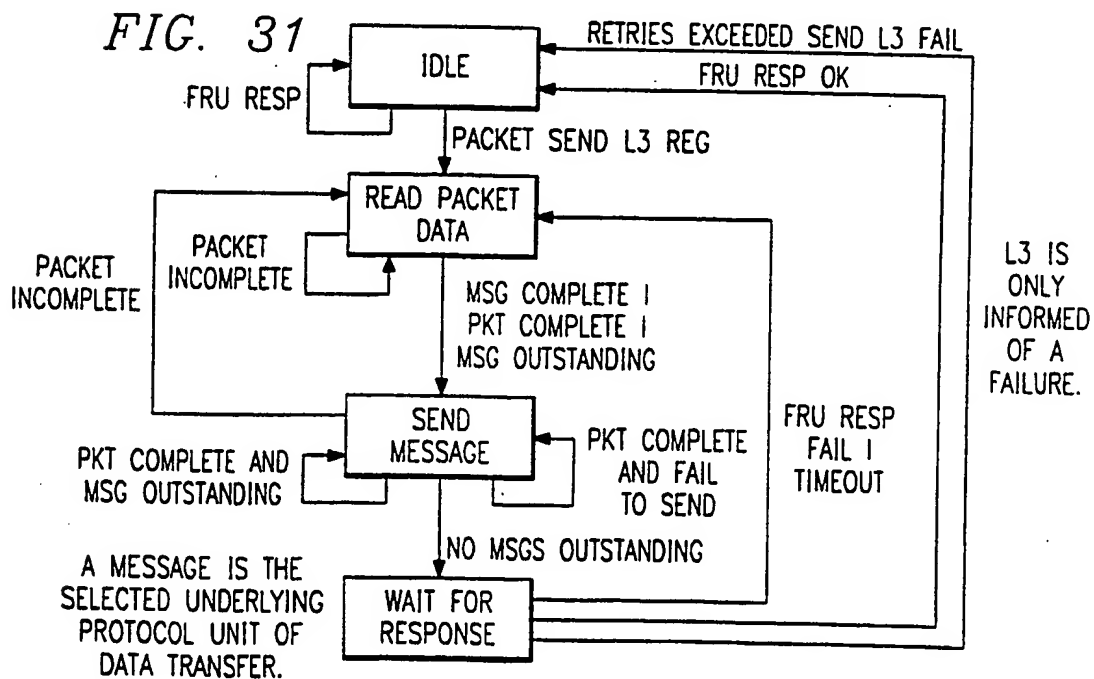 FIG. 31
IDLE
RETRIES EXCEEDED SEND L3 FAIL
FRU RESP OK
FRU RESP
PACKET SEND L3 REG
READ PACKET
DATA
PACKET
INCOMPLETE
PACKET
INCOMPLETE
MSG COMPLETE |
PKT COMPLETE |
MSG OUTSTANDING
L3 IS
ONLY
INFORMED
OF A
FAILURE.
SEND
MESSAGE
PKT COMPLETE AND
MSG OUTSTANDING
PKT COMPLETE
AND FAIL
TO SEND
FRU RESP
FAIL |
TIMEOUT
NO MSGS OUTSTANDING
A MESSAGE IS THE
SELECTED UNDERLYING
PROTOCOL UNIT OF
DATA TRANSFER.
WAIT FOR
RESPONSE